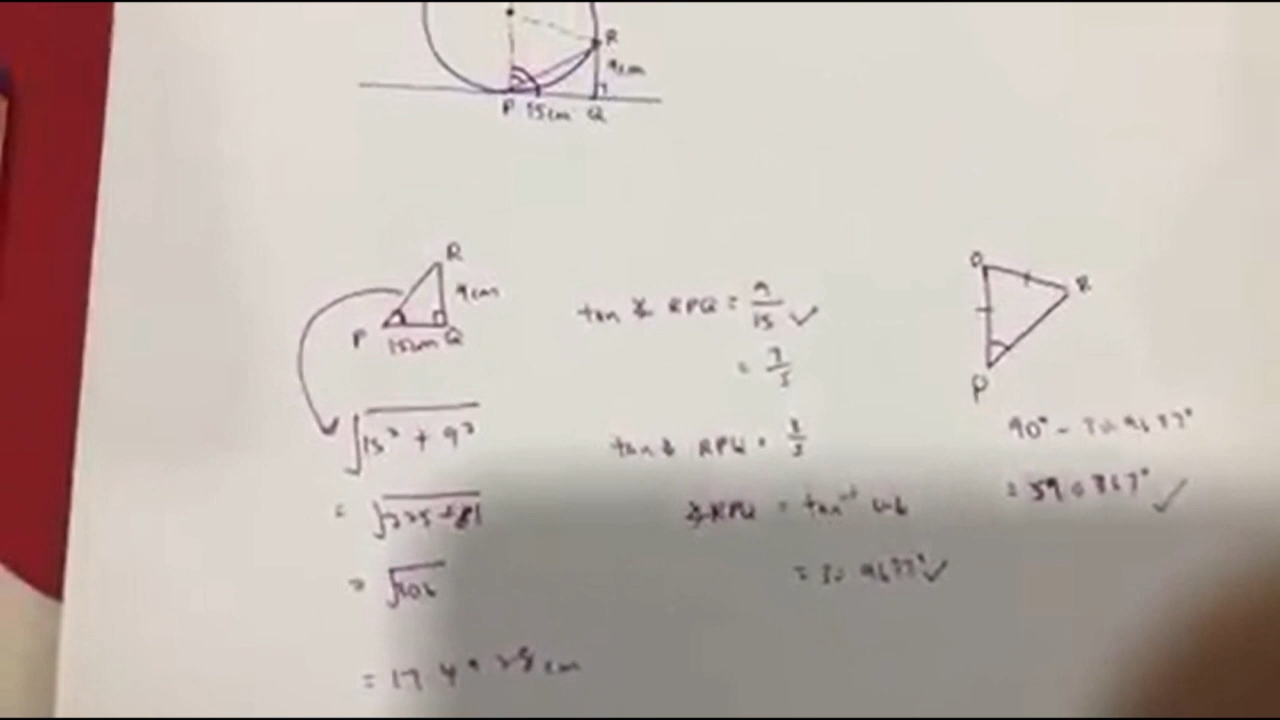 R
9cm
P 15cm Q
R
9cm
P 15cm Q
√15² + 9²
= √225+81
= √306
= 17.4928 cm
tan ∠ RPQ = 9/15 ✓
= 3/5
tan ∠ RPQ = 3/5
∠RPQ = tan⁻¹ 0.6
= 30.9637° ✓
O
R
P
90° - 30.9637°
= 59.0363° ✓